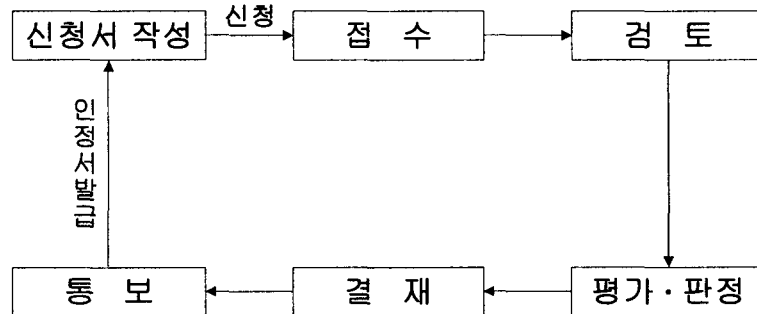 신청서 작성
신청
접 수
검 토
인정서발급
통 보
결 재
평가·판정